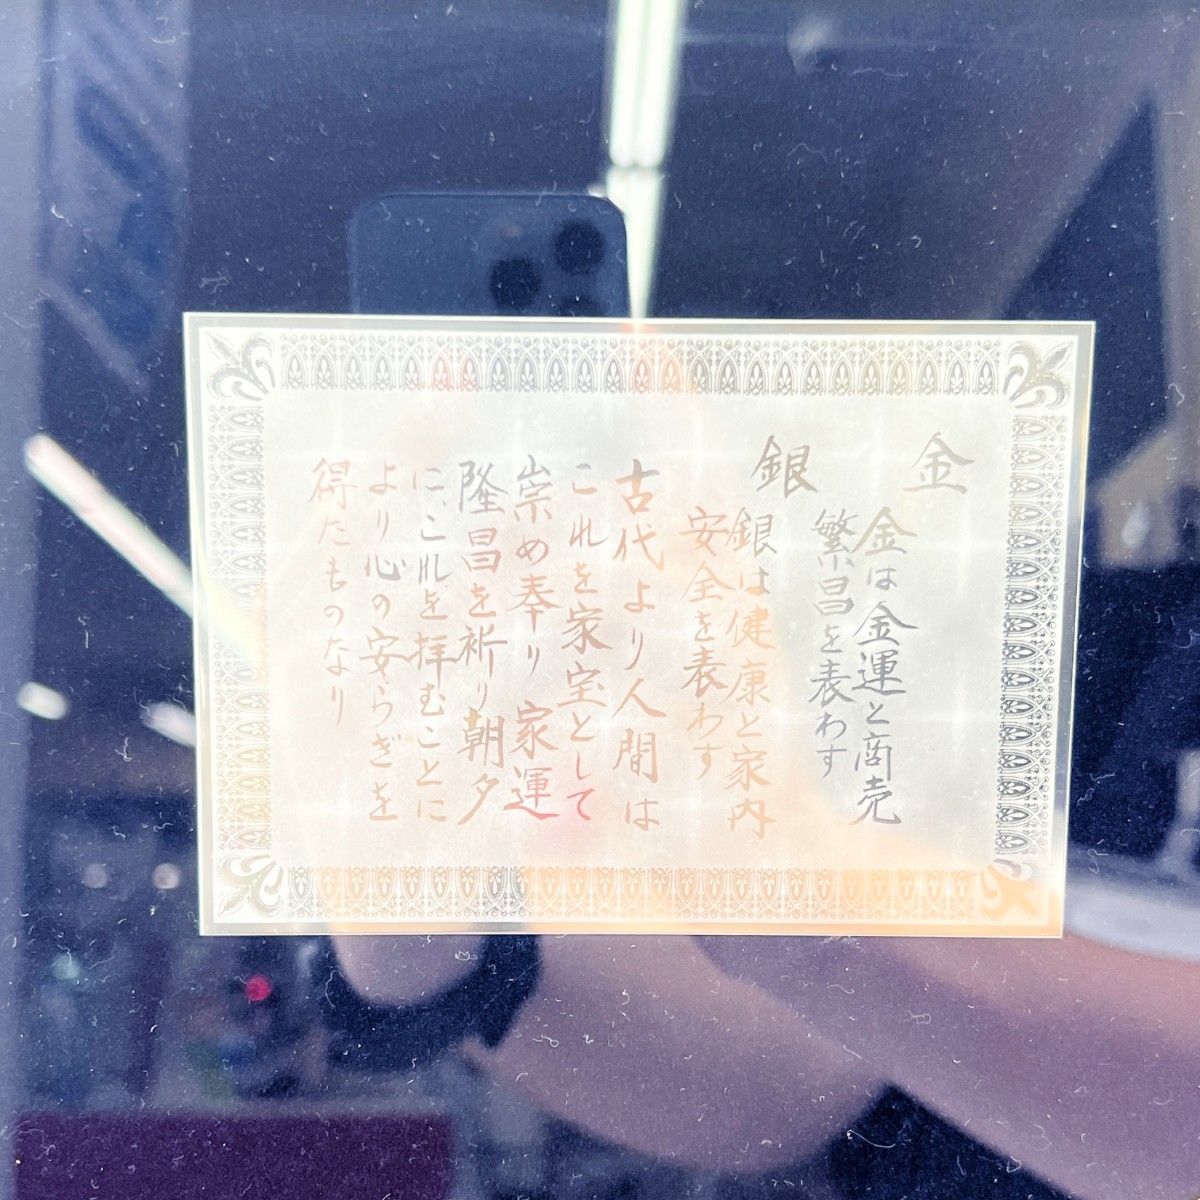 金
金は金運と商売
繁昌を表わす
銀
銀は健康と家内
安全を表わす
古代より人間は
これを家宝として
崇め奉り 家運
隆昌を祈り朝夕
に、これを拝むことに
より心の安らぎを
得たものなり